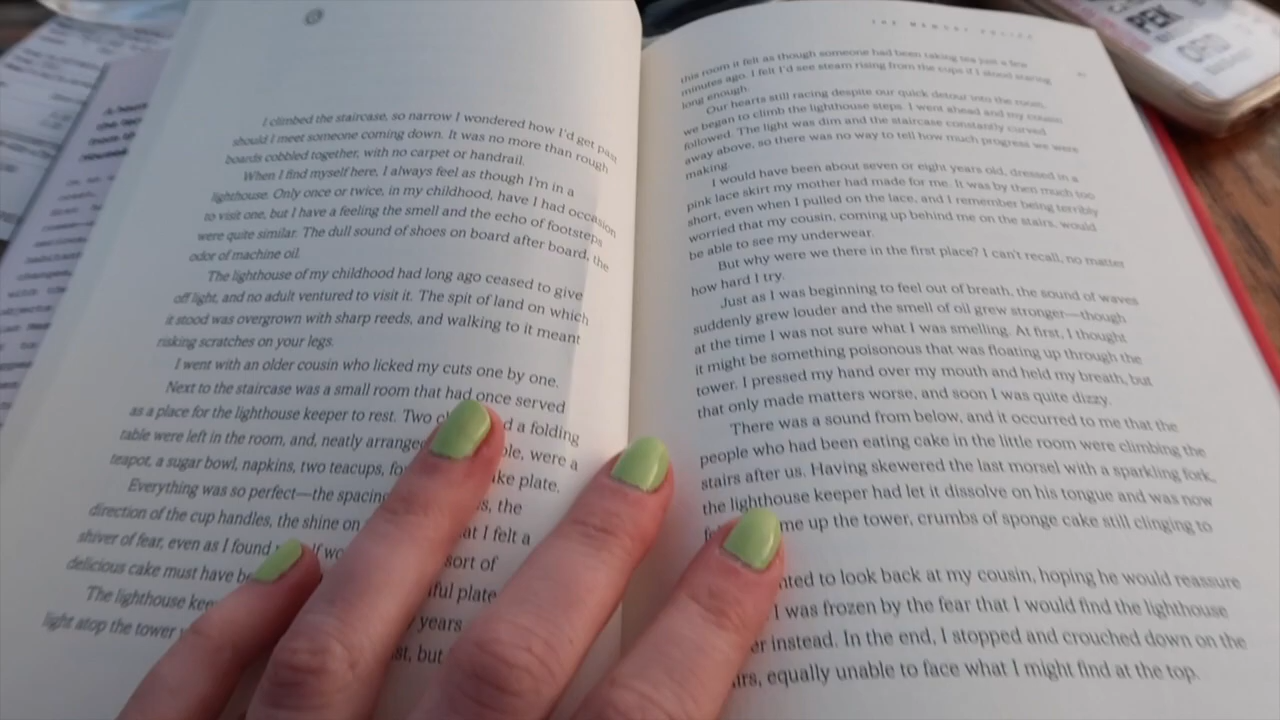 I climbed the staircase, so narrow I wondered how I'd get past
should I meet someone coming down. It was no more than rough
boards cobbled together, with no carpet or handrail.
When I find myself here, I always feel as though I'm in a
lighthouse. Only once or twice, in my childhood, have I had occasion
to visit one, but I have a feeling the smell and the echo of footsteps
were quite similar. The dull sound of shoes on board after board, the
odor of machine oil.
The lighthouse of my childhood had long ago ceased to give
off light, and no adult ventured to visit it. The spit of land on which
it stood was overgrown with sharp reeds, and walking to it meant
risking scratches on your legs.
I went with an older cousin who licked my cuts one by one.
Next to the staircase was a small room that had once served
as a place for the lighthouse keeper to rest. Two d a folding
table were left in the room, and, neatly arranged were a
teapot, a sugar bowl, napkins, two teacups, plate.
Everything was so perfect—the spacing the
direction of the cup handles, the shine on at I felt a
shiver of fear, even as I found
sort of
delicious cake must have plate
The lighthouse years
light atop the tower but
THE MEMORY POLICE
this room it felt as though someone had been taking tea just a few
minutes ago. I felt I'd see steam rising from the cups if I stood staring
long enough.
Our hearts still racing despite our quick detour into the room,
we began to climb the lighthouse steps. I went ahead and my cousin
followed. The light was dim and the staircase constantly curved
away above, so there was no way to tell how much progress we were
making.
I would have been about seven or eight years old, dressed in a
pink lace skirt my mother had made for me. It was by then much too
short, even when I pulled on the lace, and I remember being terribly
worried that my cousin, coming up behind me on the stairs, would
be able to see my underwear.
But why were we there in the first place? I can't recall, no matter
how hard I try.
Just as I was beginning to feel out of breath, the sound of waves
suddenly grew louder and the smell of oil grew stronger—though
at the time I was not sure what I was smelling. At first, I thought
it might be something poisonous that was floating up through the
tower. I pressed my hand over my mouth and held my breath, but
that only made matters worse, and soon I was quite dizzy.
There was a sound from below, and it occurred to me that the
people who had been eating cake in the little room were climbing the
stairs after us. Having skewered the last morsel with a sparkling fork,
the lighthouse keeper had let it dissolve on his tongue and was now
me up the tower, crumbs of sponge cake still clinging to
to look back at my cousin, hoping he would reassure
I was frozen by the fear that I would find the lighthouse
instead. In the end, I stopped and crouched down on the
equally unable to face what I might find at the top.